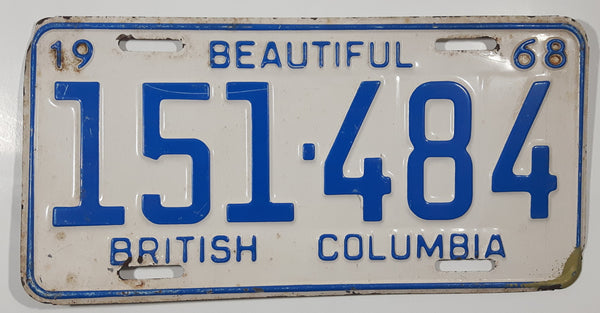 19 BEAUTIFUL 68
151·484
BRITISH COLUMBIA